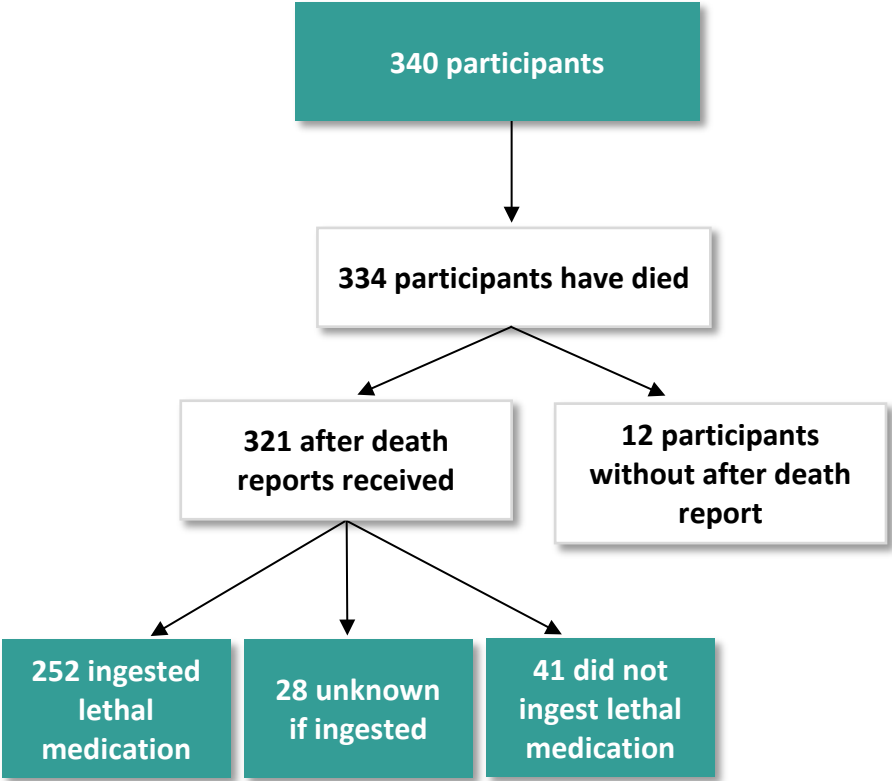 340 participants
334 participants have died
321 after death
reports received
12 participants
without after death
report
252 ingested
lethal
medication
28 unknown
if ingested
41 did not
ingest lethal
medication